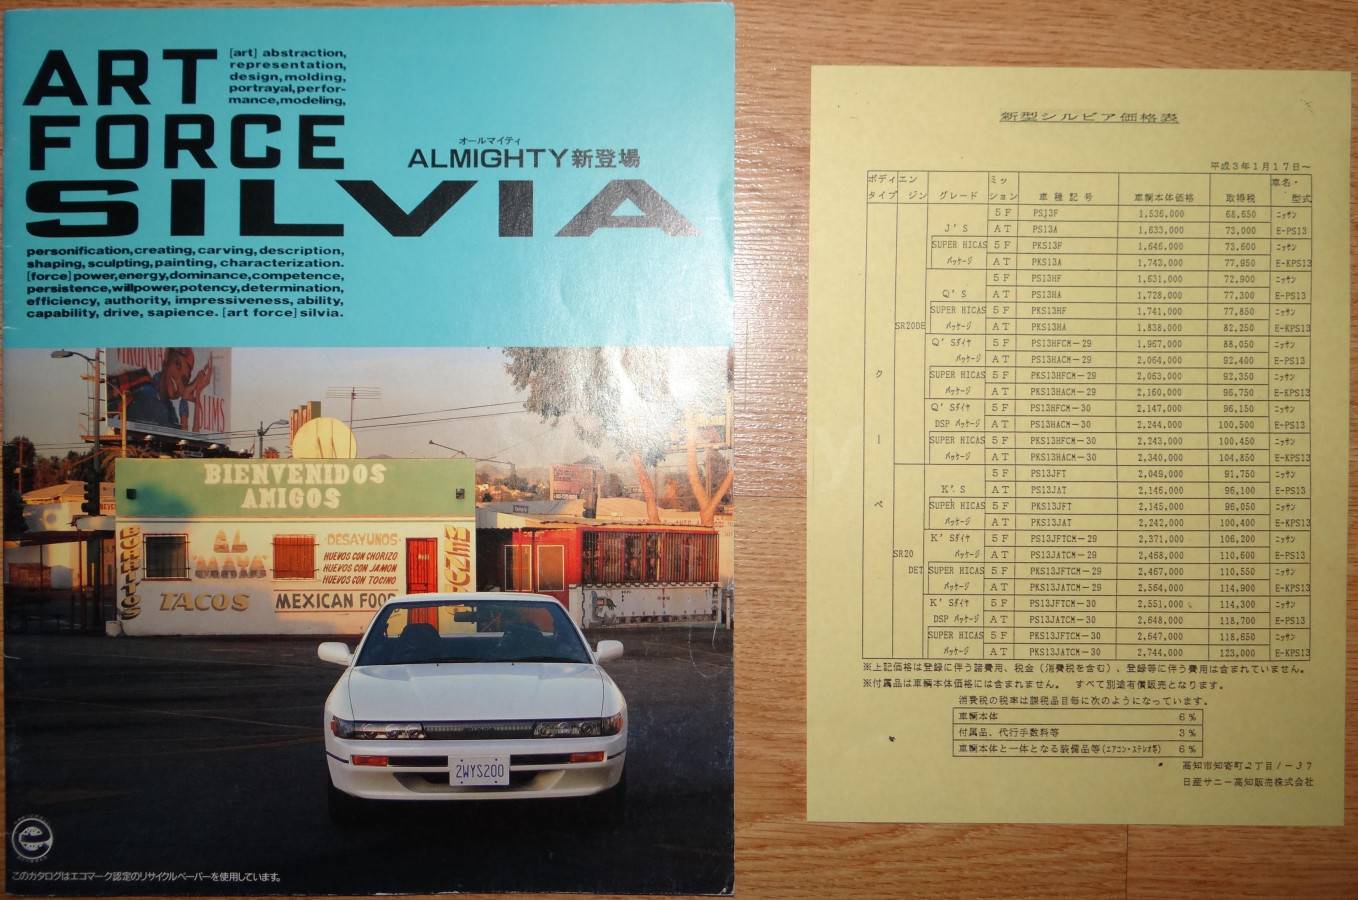 ART
[art] abstraction,
representation,
design, molding,
portrayal, perfor-
mance, modeling,
FORCE
オールマイティ
ALMIGHTY新登場
SILVIA
personification, creating, carving, description,
shaping, sculpting, painting, characterization.
[force] power, energy, dominance, competence,
persistence, willpower, potency, determination,
efficiency, authority, impressiveness, ability,
capability, drive, sapience. [art force] silvia.
VIRGINIA
SLIMS
BIENVENIDOS
AMIGOS
BURRITOS
AL
DESAYUNOS
HUEVOS CON CHORIZO
HUEVOS CON JAMON
HUEVOS CON TOCINO
MENUDO
TACOS
MEXICAN FOOD
2WYS200
このカタログはエコマーク認定のリサイクルペーパーを使用しています。
新型シルビア価格表
平成3年1月17日～
ボディタイプ エンジン グレード ミッション 車種記号 車輌本体価格 取得税 車名・型式
クーペ SR20DE J'S 5F PS13F 1,536,000 68,650 ニッサン
AT PS13A 1,633,000 73,000 E-PS13
SUPER HICAS 5F PKS13F 1,646,000 73,600 ニッサン
パッケージ AT PKS13A 1,743,000 77,950 E-KPS13
Q'S 5F PS13HF 1,631,000 72,900 ニッサン
AT PS13HA 1,728,000 77,300 E-PS13
SUPER HICAS 5F PKS13HF 1,741,000 77,850 ニッサン
パッケージ AT PKS13HA 1,838,000 82,250 E-KPS13
Q'Sダイヤ 5F PS13HFCM-29 1,967,000 88,050 ニッサン
パッケージ AT PS13HACM-29 2,064,000 92,400 E-PS13
SUPER HICAS 5F PKS13HFCM-29 2,063,000 92,350 ニッサン
パッケージ AT PKS13HACM-29 2,160,000 96,750 E-KPS13
Q'Sダイヤ 5F PS13HFCM-30 2,147,000 96,150 ニッサン
DSP パッケージ AT PS13HACM-30 2,244,000 100,500 E-PS13
SUPER HICAS 5F PKS13HFCM-30 2,243,000 100,450 ニッサン
パッケージ AT PKS13HACM-30 2,340,000 104,850 E-KPS13
SR20DET K'S 5F PS13JFT 2,049,000 91,750 ニッサン
AT PS13JAT 2,146,000 96,100 E-PS13
SUPER HICAS 5F PKS13JFT 2,145,000 96,050 ニッサン
パッケージ AT PKS13JAT 2,242,000 100,400 E-KPS13
K'Sダイヤ 5F PS13JFTCM-29 2,371,000 106,200 ニッサン
パッケージ AT PS13JATCM-29 2,468,000 110,600 E-PS13
SUPER HICAS 5F PKS13JFTCM-29 2,467,000 110,550 ニッサン
パッケージ AT PKS13JATCM-29 2,564,000 114,900 E-KPS13
K'Sダイヤ 5F PS13JFTCM-30 2,551,000 114,300 ニッサン
DSP パッケージ AT PS13JATCM-30 2,648,000 118,700 E-PS13
SUPER HICAS 5F PKS13JFTCM-30 2,647,000 118,650 ニッサン
パッケージ AT PKS13JATCM-30 2,744,000 123,000 E-KPS13
※上記価格は登録に伴う諸費用、税金（消費税を含む）、登録等に伴う費用は含まれていません。
※付属品は車輌本体価格には含まれません。 すべて別途有償販売となります。
消費税の税率は課税品目毎に次のようになっています。
車輌本体 6%
付属品、代行手数料等 3%
車輌本体と一体となる装備品等(エアコン・ステレオ等) 6%
高知市知寄町2丁目1-37
日産サニー高知販売株式会社